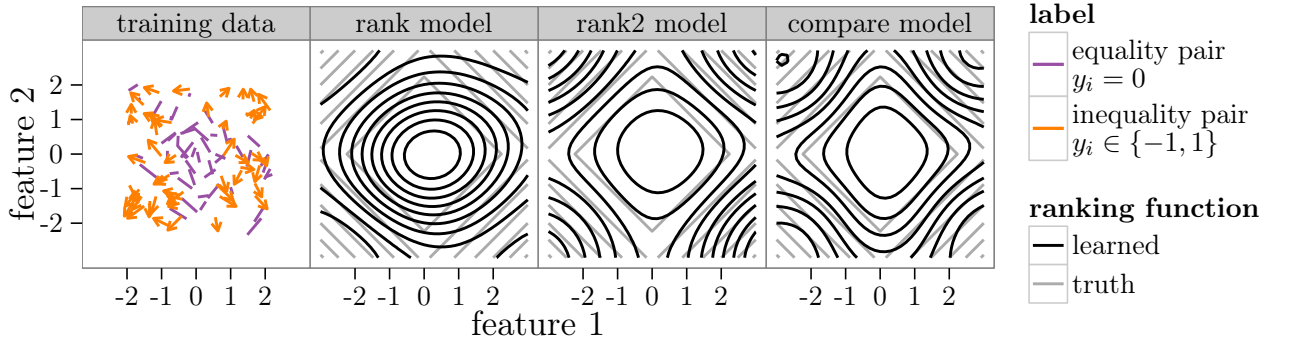 training data
rank model
rank2 model
compare model
feature 2
2
1
0
-1
-2
-2 -1 0 1 2
-2 -1 0 1 2
-2 -1 0 1 2
-2 -1 0 1 2
feature 1
label
equality pair
y_i = 0
inequality pair
y_i ∈ {−1, 1}
ranking function
learned
truth